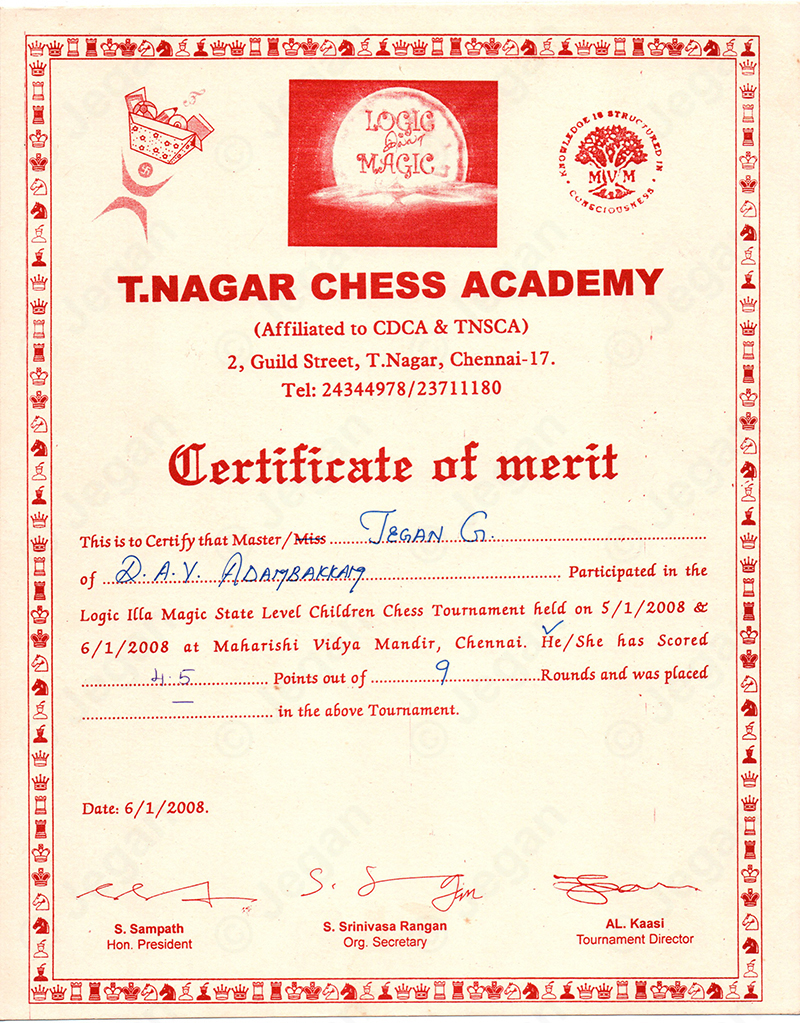 LOGIC
இல்லா
MAGIC
KNOWLEDGE IS STRUCTURED IN
CONSCIOUSNESS
MVM
T.NAGAR CHESS ACADEMY
(Affiliated to CDCA & TNSCA)
2, Guild Street, T.Nagar, Chennai-17.
Tel: 24344978/23711180
Certificate of merit
This is to Certify that Master/Miss JEGAN G.
of D.A.V. ADAMBAKKAM Participated in the
Logic Illa Magic State Level Children Chess Tournament held on 5/1/2008 &
6/1/2008 at Maharishi Vidya Mandir, Chennai. He/She has Scored
4.5 Points out of 9 Rounds and was placed
in the above Tournament.
Date: 6/1/2008.
S. Sampath
Hon. President
S. Srinivasa Rangan
Org. Secretary
AL. Kaasi
Tournament Director
© Jegan